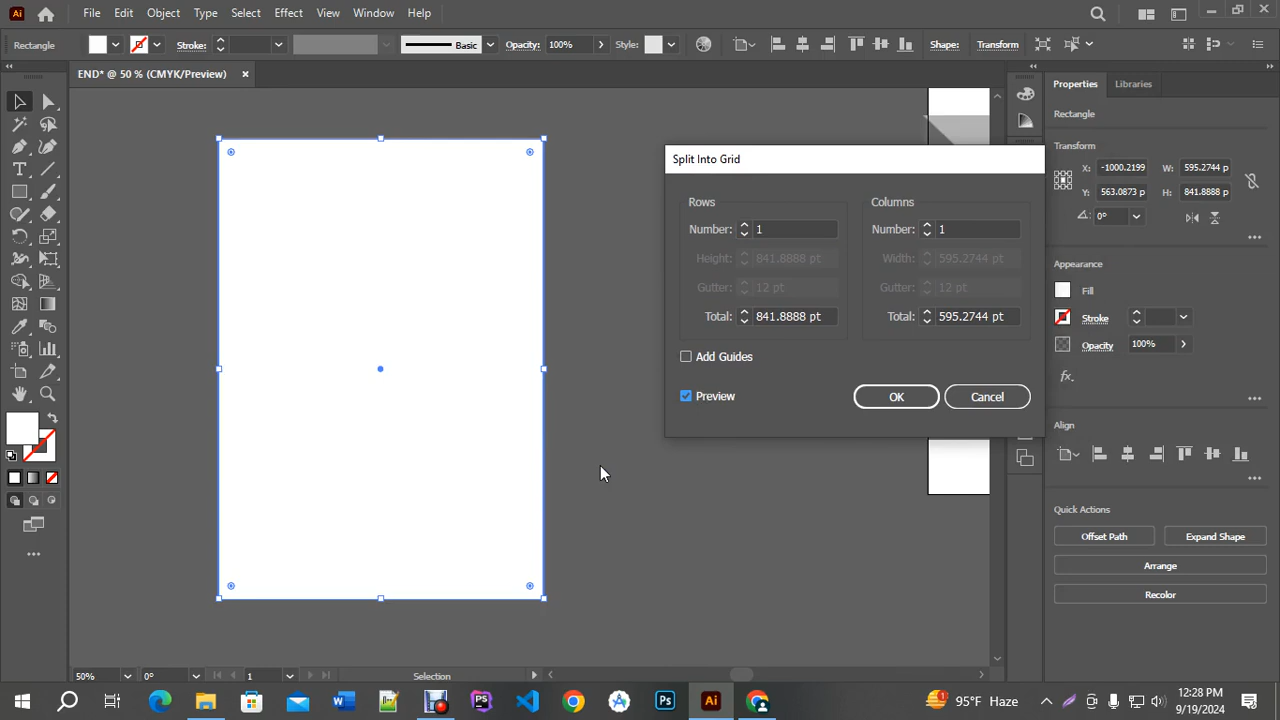 Ai File Edit Object Type Select Effect View Window Help
Rectangle Stroke: Basic Opacity: 100% Style: Shape: Transform
END* @ 50 % (CMYK/Preview)
Properties Libraries
Rectangle
Transform
X: -1000.2199 W: 595.2744 p
Y: 563.0873 p H: 841.8888 p
0°
Appearance
Fill
Stroke
Opacity 100%
fx.
Align
Quick Actions
Offset Path Expand Shape
Arrange
Recolor
Split Into Grid
Rows Columns
Number: 1 Number: 1
Height: 841.8888 pt Width: 595.2744 pt
Gutter: 12 pt Gutter: 12 pt
Total: 841.8888 pt Total: 595.2744 pt
Add Guides
Preview OK Cancel
50% 0° 1 Selection
PS Ps Ai 95°F Haze 12:28 PM
9/19/2024